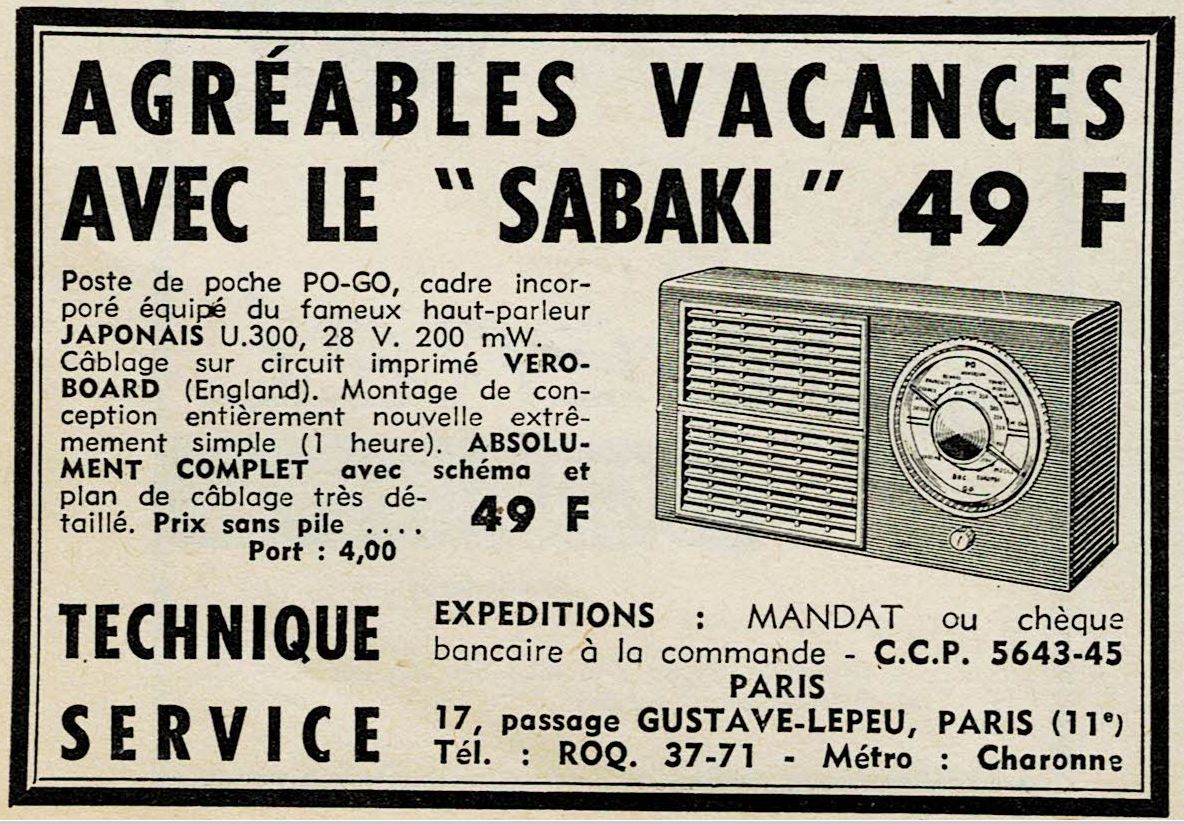 AGRÉABLES VACANCES
AVEC LE "SABAKI" 49 F
Poste de poche PO-GO, cadre incor-
poré équipé du fameux haut-parleur
JAPONAIS U.300, 28 V. 200 mW.
Câblage sur circuit imprimé VERO-
BOARD (England). Montage de con-
ception entièrement nouvelle extrê-
mement simple (1 heure). ABSOLU-
MENT COMPLET avec schéma et
plan de câblage très dé-
taillé. Prix sans pile .... 49 F
Port : 4,00
PO
BBC
GO
TECHNIQUE
SERVICE
EXPEDITIONS : MANDAT ou chèque
bancaire à la commande - C.C.P. 5643-45
PARIS
17, passage GUSTAVE-LEPEU, PARIS (11e)
Tél. : ROQ. 37-71 - Métro : Charonne